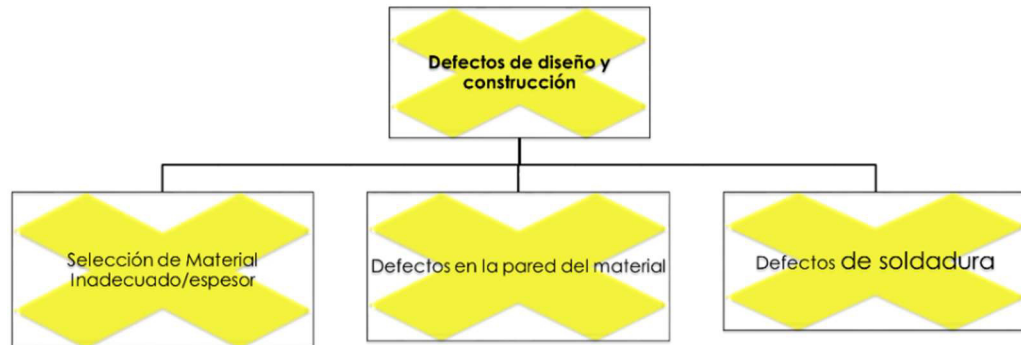 Defectos de diseño y
construcción
Selección de Material
Inadecuado/espesor
Defectos en la pared del material
Defectos de soldadura